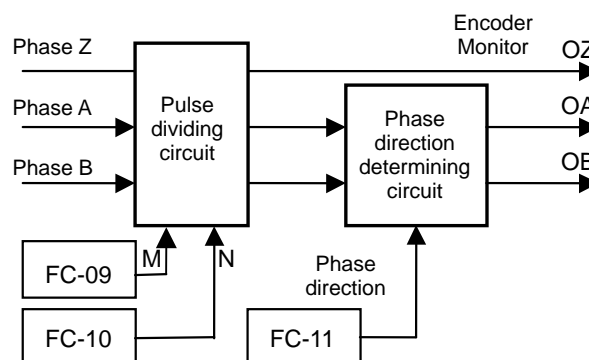 Encoder
Monitor
Phase Z
OZ
Phase A
Pulse
dividing
circuit
Phase
direction
determining
circuit
OA
Phase B
OB
M
N
FC-09
Phase
direction
FC-10
FC-11